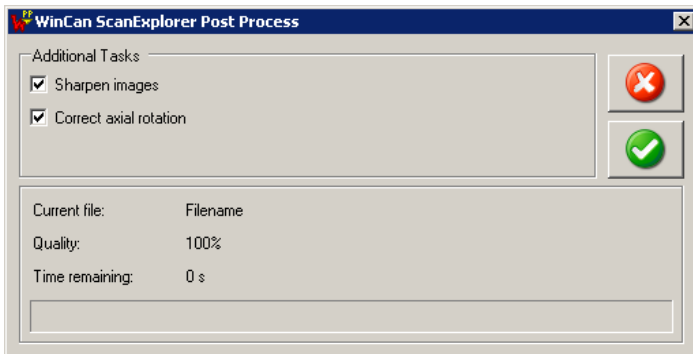 WinCan ScanExplorer Post Process
Additional Tasks
Sharpen images
Correct axial rotation
Current file: Filename
Quality: 100%
Time remaining: 0 s